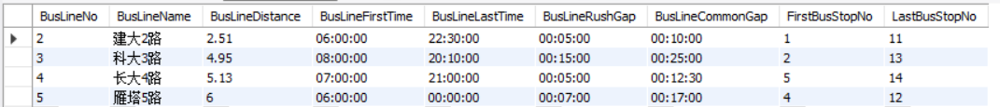 BusLineNo BusLineName BusLineDistance BusLineFirstTime BusLineLastTime BusLineRushGap BusLineCommonGap FirstBusStopNo LastBusStopNo
2 建大2路 2.51 06:00:00 22:30:00 00:05:00 00:10:00 1 11
3 科大3路 4.95 08:00:00 20:10:00 00:15:00 00:25:00 2 13
4 长大4路 5.13 07:00:00 21:00:00 00:05:00 00:12:30 5 14
5 雁塔5路 6 06:00:00 00:00:00 00:07:00 00:17:00 4 12